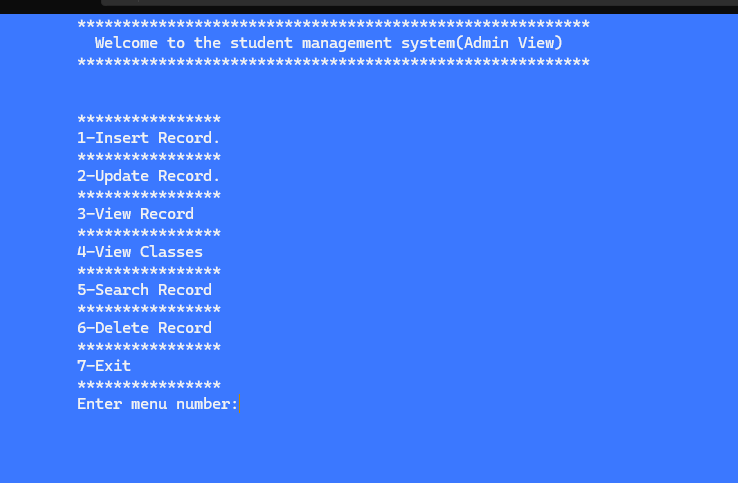 *********************************************************
Welcome to the student management system(Admin View)
*********************************************************
****************
1-Insert Record.
****************
2-Update Record.
****************
3-View Record
****************
4-View Classes
****************
5-Search Record
****************
6-Delete Record
****************
7-Exit
****************
Enter menu number: